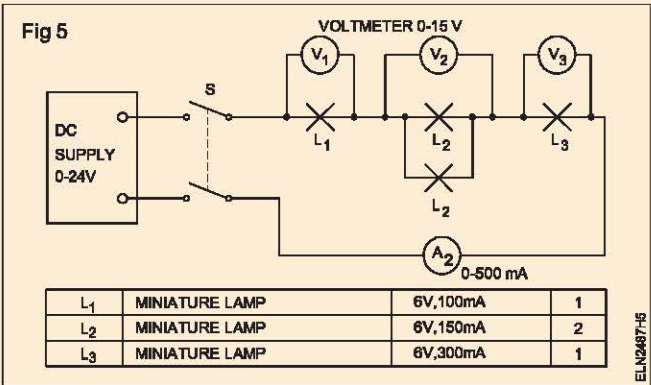 Fig 5
VOLTMETER 0-15 V
V1
V2
V3
S
L1
L2
L3
DC
SUPPLY
0-24V
L2
A2
0-500 mA
L1 MINIATURE LAMP 6V,100mA 1
L2 MINIATURE LAMP 6V,150mA 2
L3 MINIATURE LAMP 6V,300mA 1
ELN2487H5